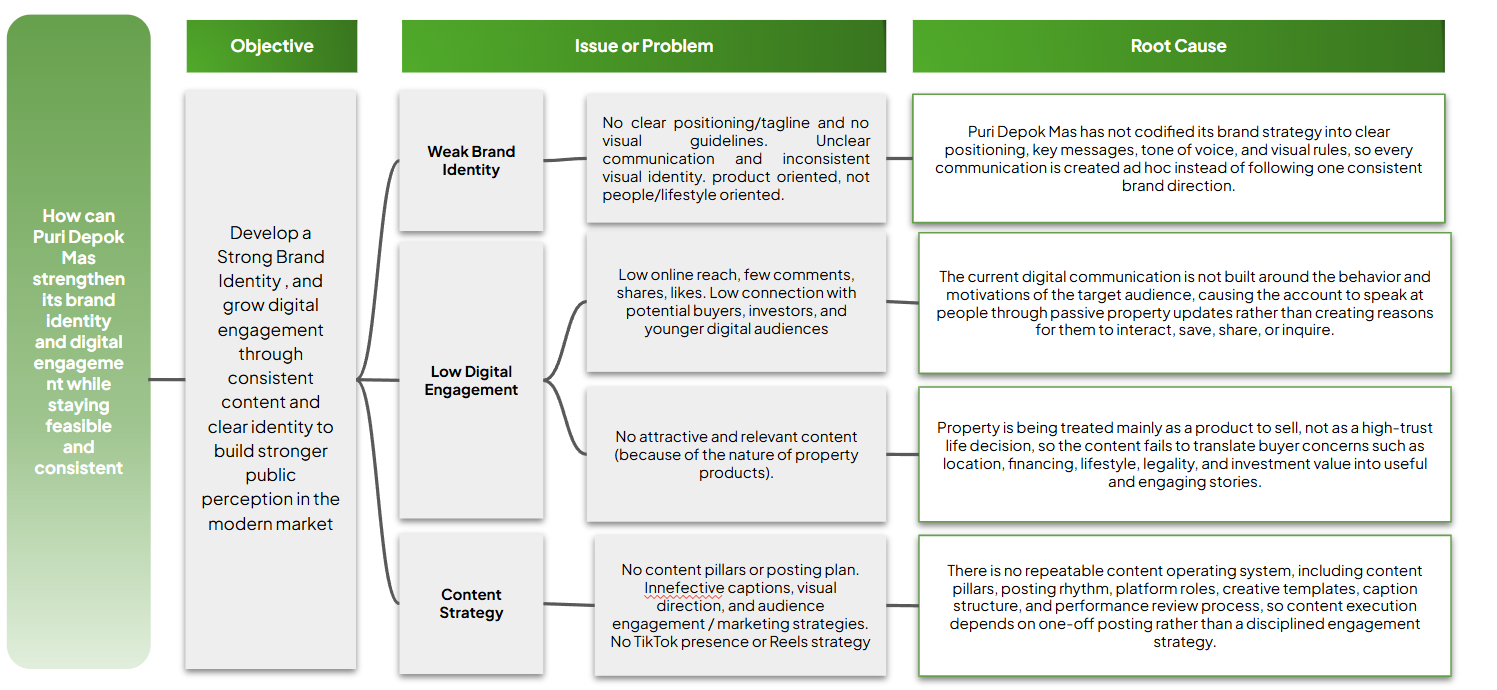 How can
Puri Depok
Mas
strengthen
its brand
identity
and digital
engageme
nt while
staying
feasible
and
consistent
Objective
Develop a
Strong Brand
Identity , and
grow digital
engagement
through
consistent
content and
clear identity to
build stronger
public
perception in the
modern market
Issue or Problem
Weak Brand
Identity
No clear positioning/tagline and no
visual guidelines. Unclear
communication and inconsistent
visual identity. product oriented, not
people/lifestyle oriented.
Low Digital
Engagement
Low online reach, few comments,
shares, likes. Low connection with
potential buyers, investors, and
younger digital audiences
No attractive and relevant content
(because of the nature of property
products).
Content
Strategy
No content pillars or posting plan.
Innefective captions, visual
direction, and audience
engagement / marketing strategies.
No TikTok presence or Reels strategy
Root Cause
Puri Depok Mas has not codified its brand strategy into clear
positioning, key messages, tone of voice, and visual rules, so every
communication is created ad hoc instead of following one consistent
brand direction.
The current digital communication is not built around the behavior and
motivations of the target audience, causing the account to speak at
people through passive property updates rather than creating reasons
for them to interact, save, share, or inquire.
Property is being treated mainly as a product to sell, not as a high-trust
life decision, so the content fails to translate buyer concerns such as
location, financing, lifestyle, legality, and investment value into useful
and engaging stories.
There is no repeatable content operating system, including content
pillars, posting rhythm, platform roles, creative templates, caption
structure, and performance review process, so content execution
depends on one-off posting rather than a disciplined engagement
strategy.